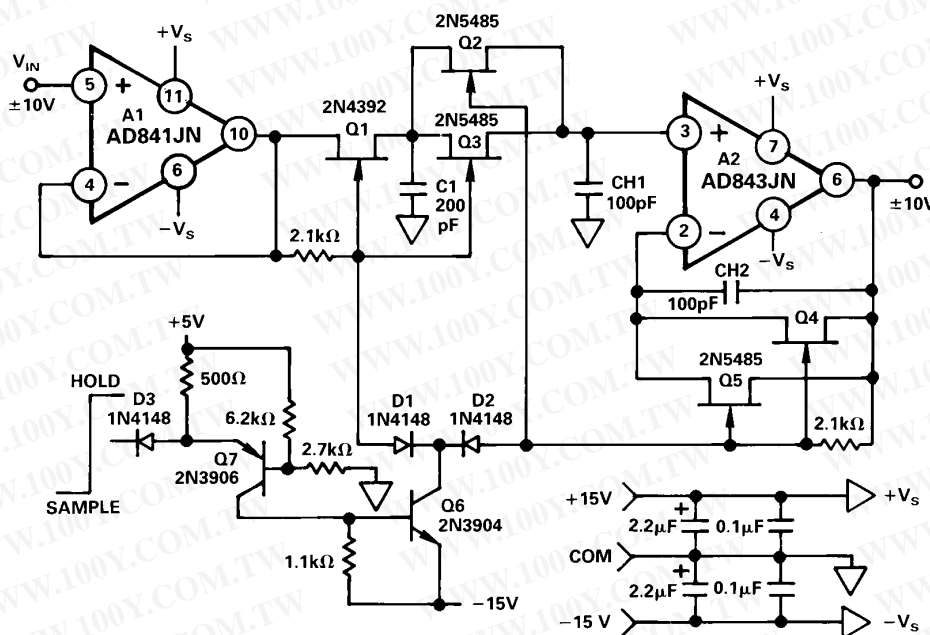 2N5485
Q2
+VS
VIN
±10V
5
+
11
A1
AD841JN
10
4
−
6
−VS
2N4392
Q1
2N5485
Q3
C1
200
pF
CH1
100pF
2.1kΩ
+VS
3
+
7
A2
AD843JN
6
±10V
2
−
4
−VS
CH2
100pF
Q4
2N5485
Q5
2.1kΩ
+5V
HOLD
D3
1N4148
500Ω
6.2kΩ
D1
1N4148
D2
1N4148
SAMPLE
Q7
2N3906
2.7kΩ
Q6
2N3904
1.1kΩ
−15V
+15V
+VS
+
2.2µF
0.1µF
COM
+
2.2µF
0.1µF
−15 V
−VS
WWW.100Y.COM.TW